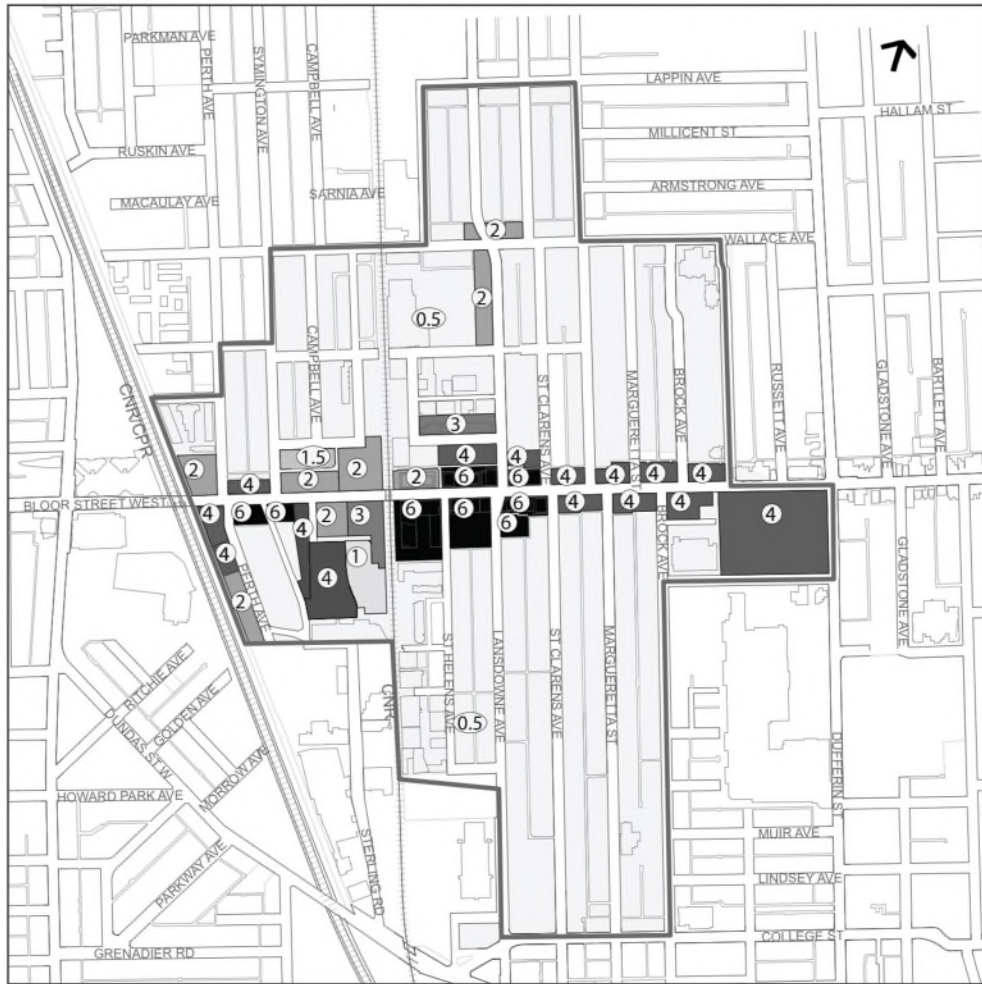 PARKMAN AVE
PERTH AVE
SYMINGTON AVE
CAMPBELL AVE
LAPPIN AVE
HALLAM ST
MILLICENT ST
RUSKIN AVE
ARMSTRONG AVE
SARNIA AVE
MACAULAY AVE
2
WALLACE AVE
2
0.5
CAMPBELL AVE
CNR/CPR
ST CLARENS AVE
MARGUERETTA ST
BROCK AVE
RUSSETT AVE
GLADSTONE AVE
BARTLETT AVE
3
1.5
4
4
2
2
4
2
2
6
6
4
4
4
4
BLOOR STREET WEST
4
6
6
4
2
3
6
6
6
6
4
4
4
4
BROCK AVE
4
1
4
2
PERTH AVE
GLADSTONE AVE
ST HELENS AVE
LANSDOWNE AVE
ST CLARENS AVE
MARGUERETTA ST
CNR
0.5
RITCHIE AVE
GOLDEN AVE
DUNDAS ST W
MORROW AVE
DUFFERIN ST
HOWARD PARK AVE
STERLING RD
MUIR AVE
PARKWAY AVE
LINDSEY AVE
COLLEGE ST
GRENADIER RD